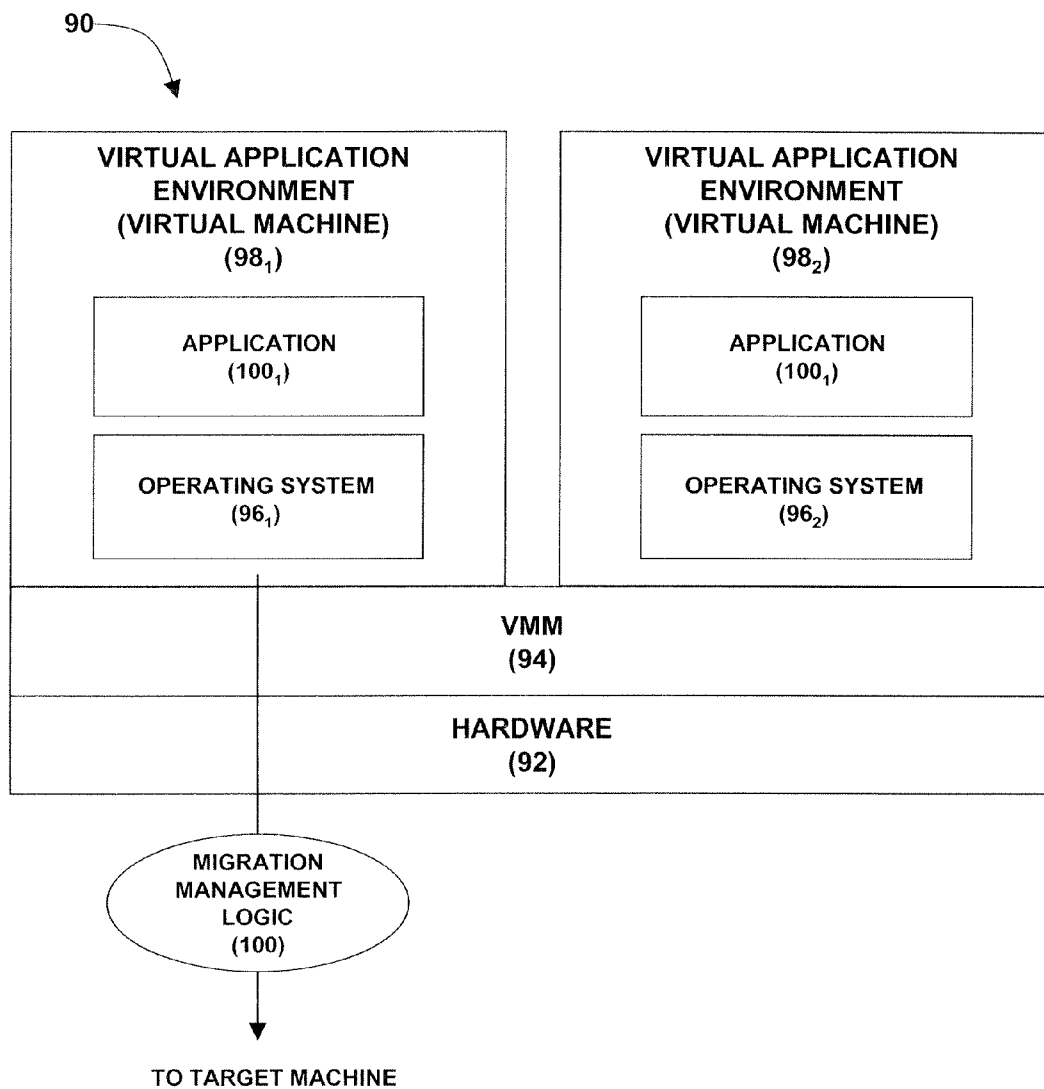 90
VIRTUAL APPLICATION
ENVIRONMENT
(VIRTUAL MACHINE)
(98₁)
APPLICATION
(100₁)
OPERATING SYSTEM
(96₁)
VIRTUAL APPLICATION
ENVIRONMENT
(VIRTUAL MACHINE)
(98₂)
APPLICATION
(100₁)
OPERATING SYSTEM
(96₂)
VMM
(94)
HARDWARE
(92)
MIGRATION
MANAGEMENT
LOGIC
(100)
TO TARGET MACHINE